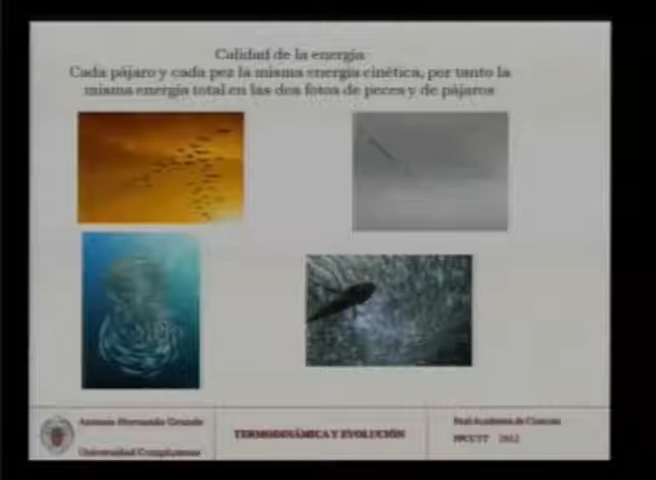 Calidad de la energía
Cada pájaro y cada pez la misma energía cinética, por tanto la
misma energía total en las dos fotos de peces y de pájaros
Antonio Hernando Grande
Universidad Complutense
TERMODINÁMICA Y EVOLUCIÓN
Real Academia de Ciencias
PPCCYT 2012